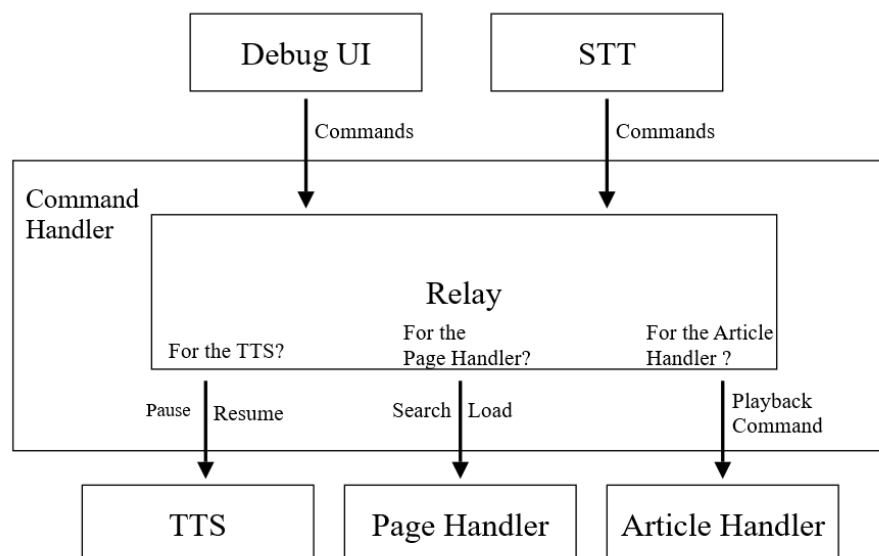 Debug UI
STT
Commands
Commands
Command
Handler
Relay
For the TTS?
For the
Page Handler?
For the Article
Handler ?
Pause
Resume
Search
Load
Playback
Command
TTS
Page Handler
Article Handler